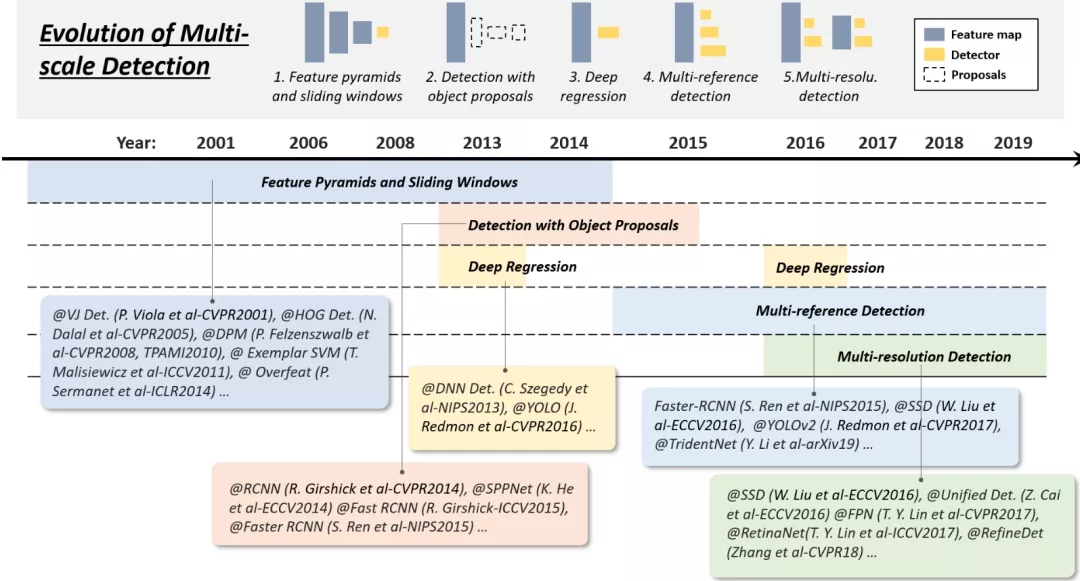 Evolution of Multi-
scale Detection
1. Feature pyramids
and sliding windows
2. Detection with
object proposals
3. Deep
regression
4. Multi-reference
detection
5.Multi-resolu.
detection
Feature map
Detector
Proposals
Year: 2001 2006 2008 2013 2014 2015 2016 2017 2018 2019
Feature Pyramids and Sliding Windows
Detection with Object Proposals
Deep Regression
Deep Regression
Multi-reference Detection
Multi-resolution Detection
@VJ Det. (P. Viola et al-CVPR2001), @HOG Det. (N.
Dalal et al-CVPR2005), @DPM (P. Felzenszwalb et
al-CVPR2008, TPAMI2010), @ Exemplar SVM (T.
Malisiewicz et al-ICCV2011), @ Overfeat (P.
Sermanet et al-ICLR2014) ...
@DNN Det. (C. Szegedy et
al-NIPS2013), @YOLO (J.
Redmon et al-CVPR2016) ...
Faster-RCNN (S. Ren et al-NIPS2015), @SSD (W. Liu et
al-ECCV2016), @YOLOv2 (J. Redmon et al-CVPR2017),
@TridentNet (Y. Li et al-arXiv19) ...
@RCNN (R. Girshick et al-CVPR2014), @SPPNet (K. He
et al-ECCV2014) @Fast RCNN (R. Girshick-ICCV2015),
@Faster RCNN (S. Ren et al-NIPS2015) ...
@SSD (W. Liu et al-ECCV2016), @Unified Det. (Z. Cai
et al-ECCV2016) @FPN (T. Y. Lin et al-CVPR2017),
@RetinaNet(T. Y. Lin et al-ICCV2017), @RefineDet
(Zhang et al-CVPR18) ...